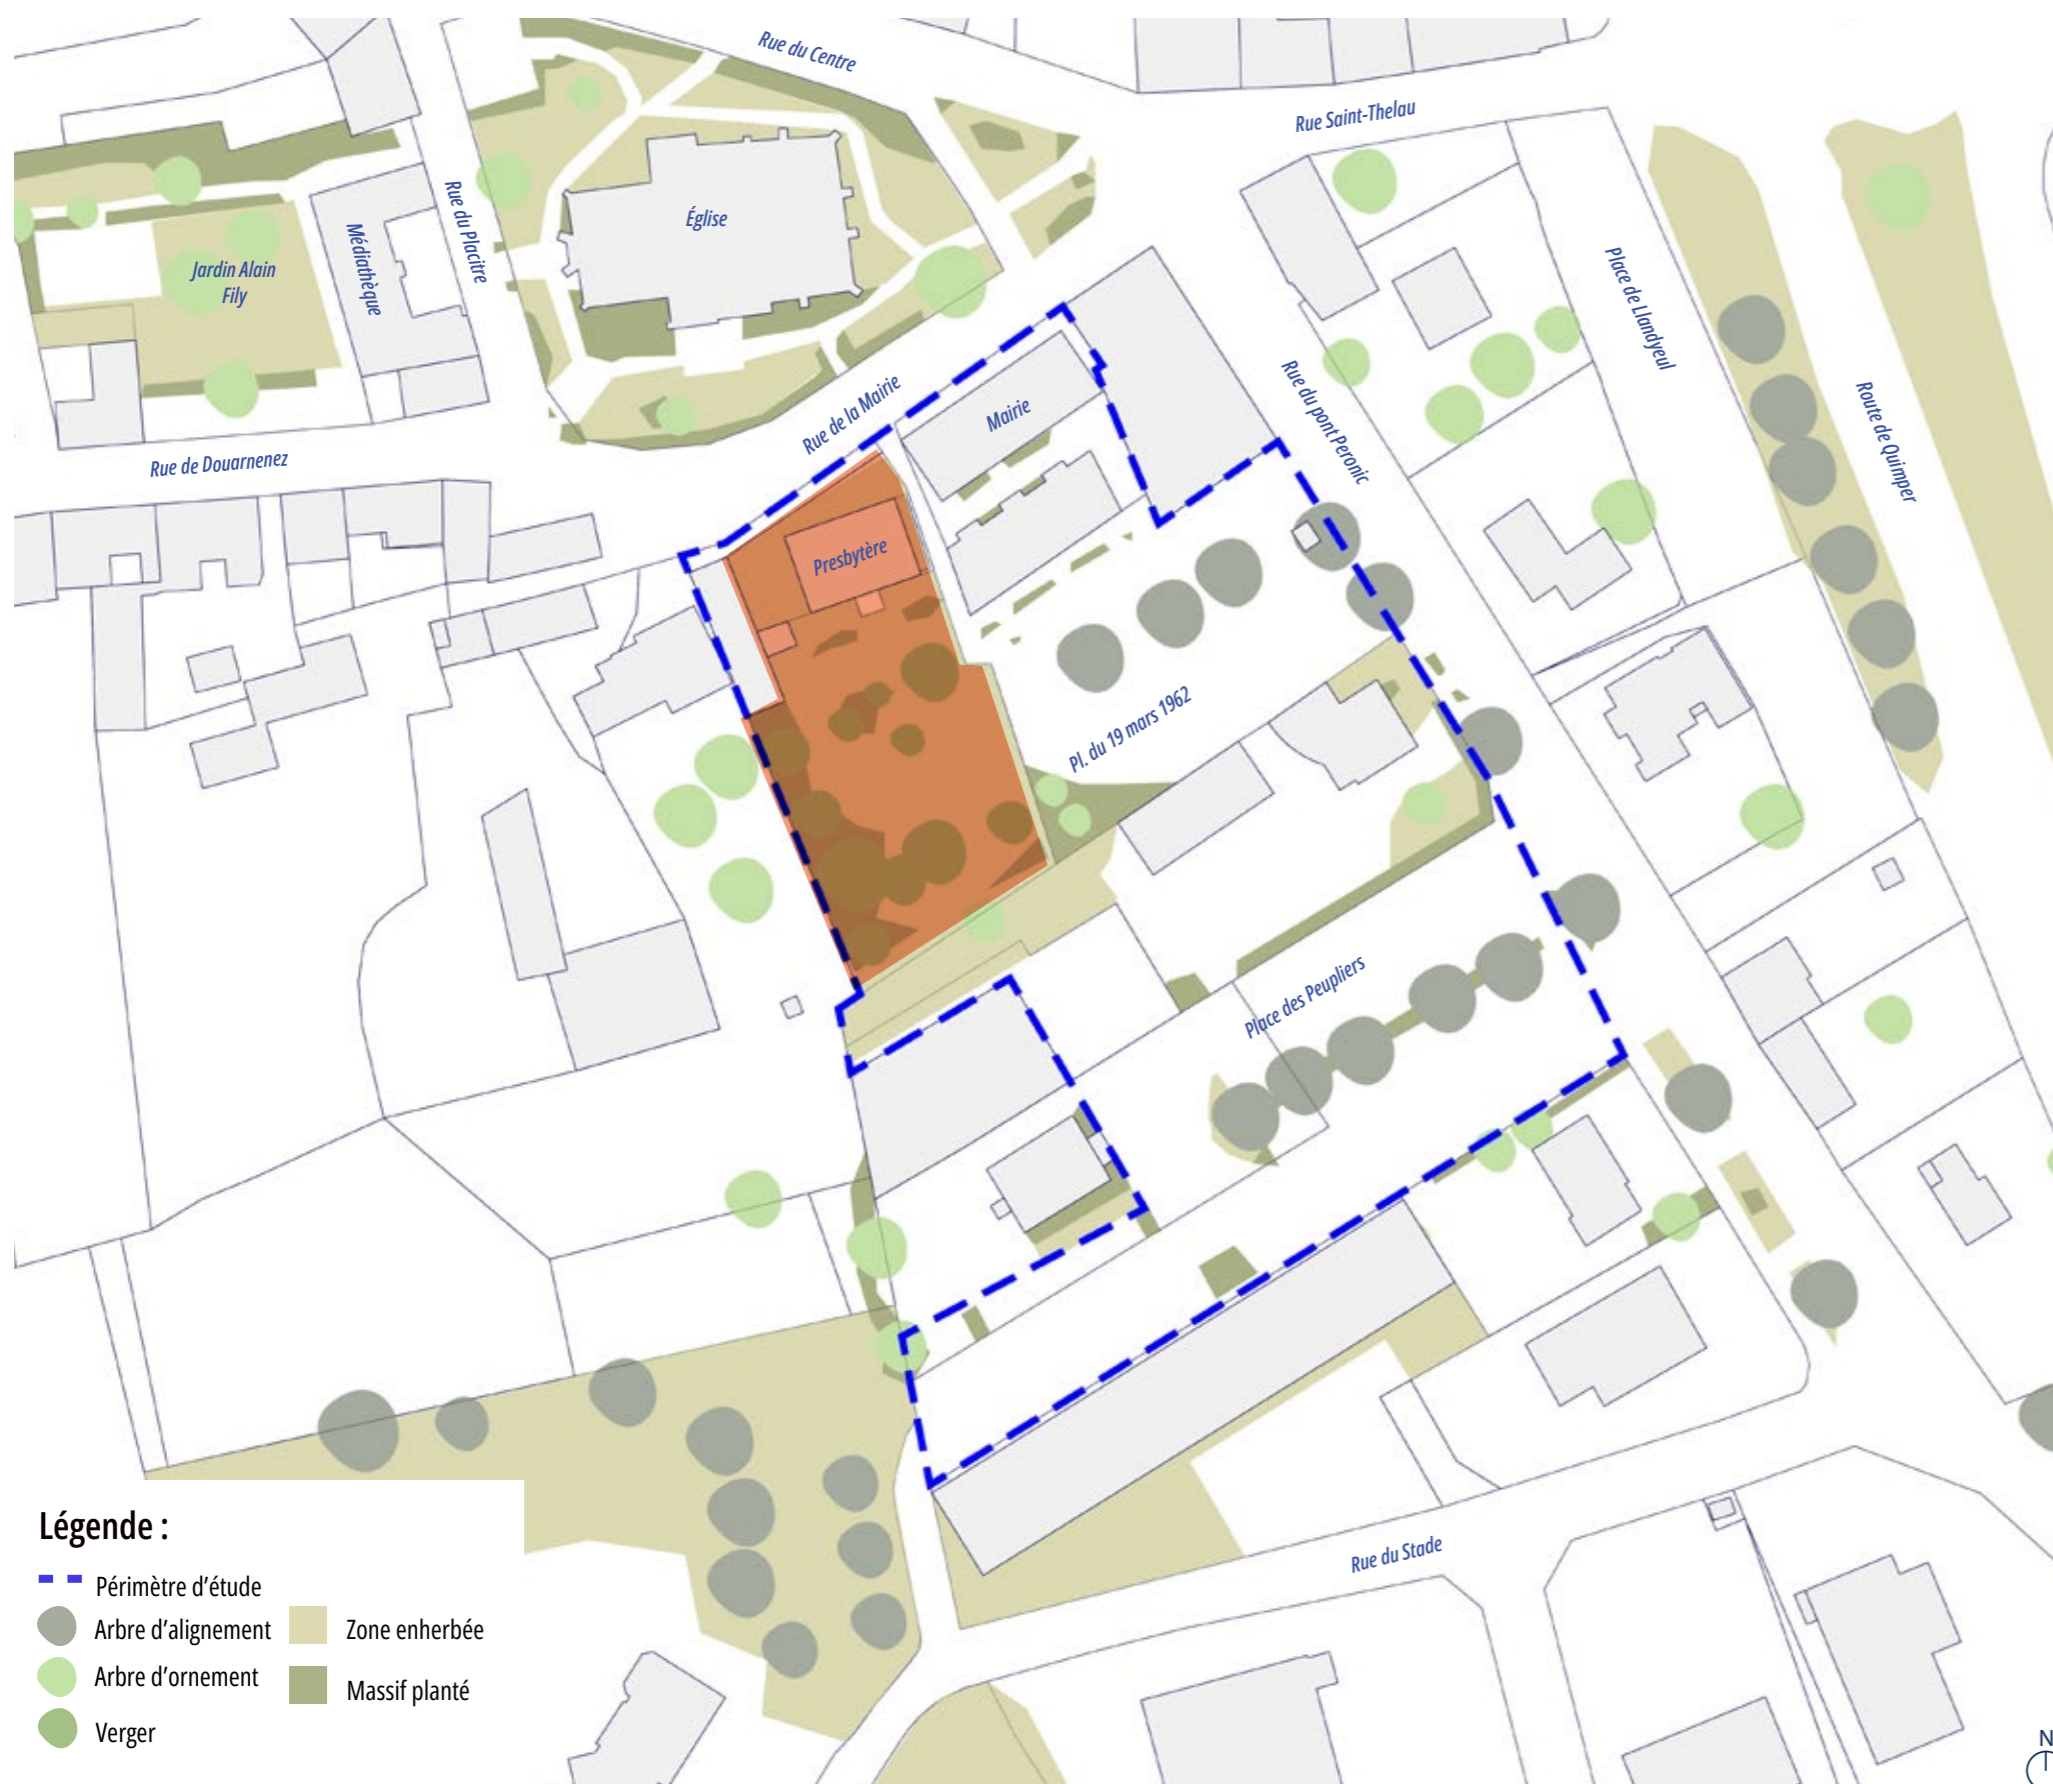 Rue du Centre
Rue Saint-Thelau
Rue du Placitre
Église
Médiathèque
Jardin Alain
Fily
Place de Llandyeul
Route de Quimper
Rue du pont Peronic
Rue de la Mairie
Mairie
Rue de Douarnenez
Presbytère
Pl. du 19 mars 1962
Place des Peupliers
Rue du Stade
Légende :
Périmètre d'étude
Arbre d'alignement
Zone enherbée
Arbre d'ornement
Massif planté
Verger
N